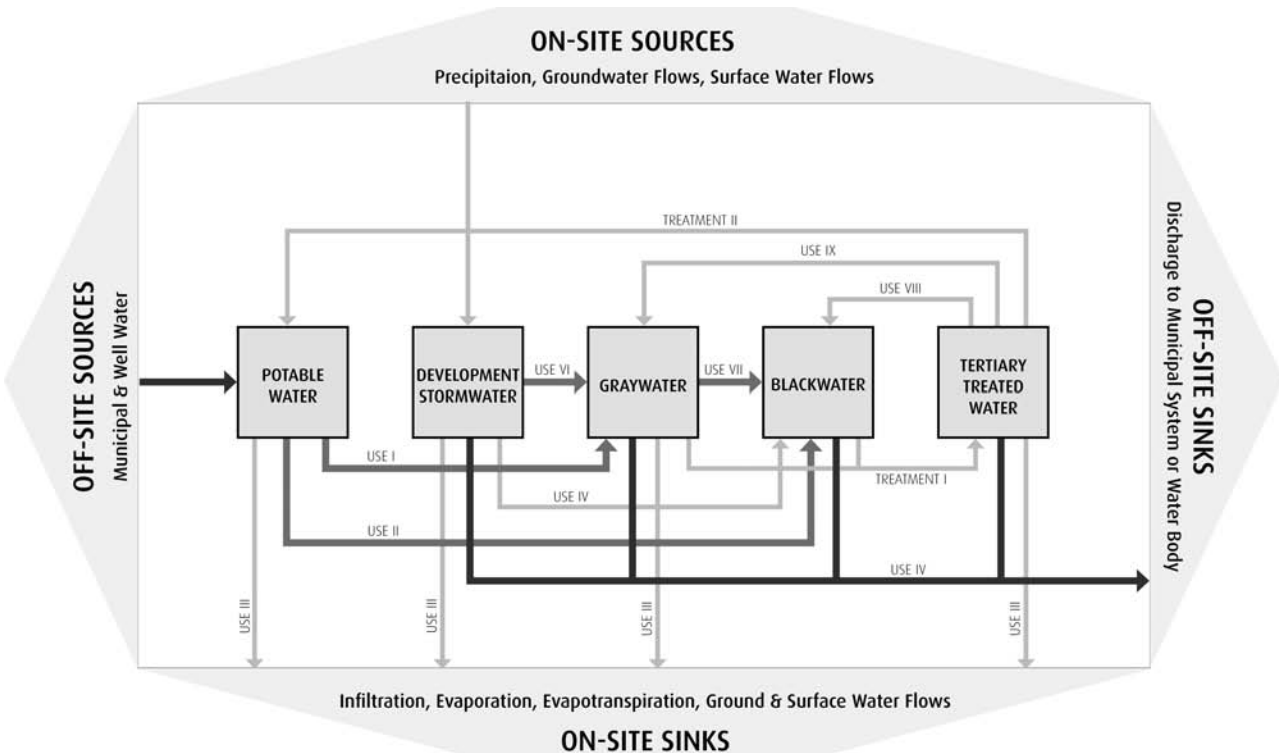 ON-SITE SOURCES
Precipitaion, Groundwater Flows, Surface Water Flows
OFF-SITE SOURCES
Municipal & Well Water
TREATMENT II
USE IX
USE VIII
POTABLE
WATER
DEVELOPMENT
STORMWATER
USE VI
GRAYWATER
USE VII
BLACKWATER
TERTIARY
TREATED
WATER
USE I
TREATMENT I
USE IV
USE II
USE IV
USE III
USE III
USE III
USE III
Discharge to Municipal System or Water Body
OFF-SITE SINKS
Infiltration, Evaporation, Evapotranspiration, Ground & Surface Water Flows
ON-SITE SINKS